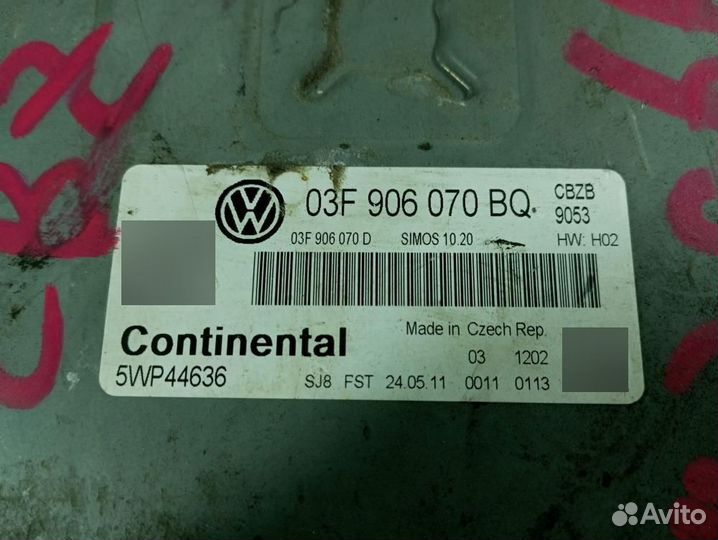 03F 906 070 BQ. CBZB
9053
03F 906 070 D SIMOS 10.20 HW: H02
Continental Made in Czech Rep.
03 1202
5WP44636 SJ8 FST 24.05.11 0011 0113
Avito